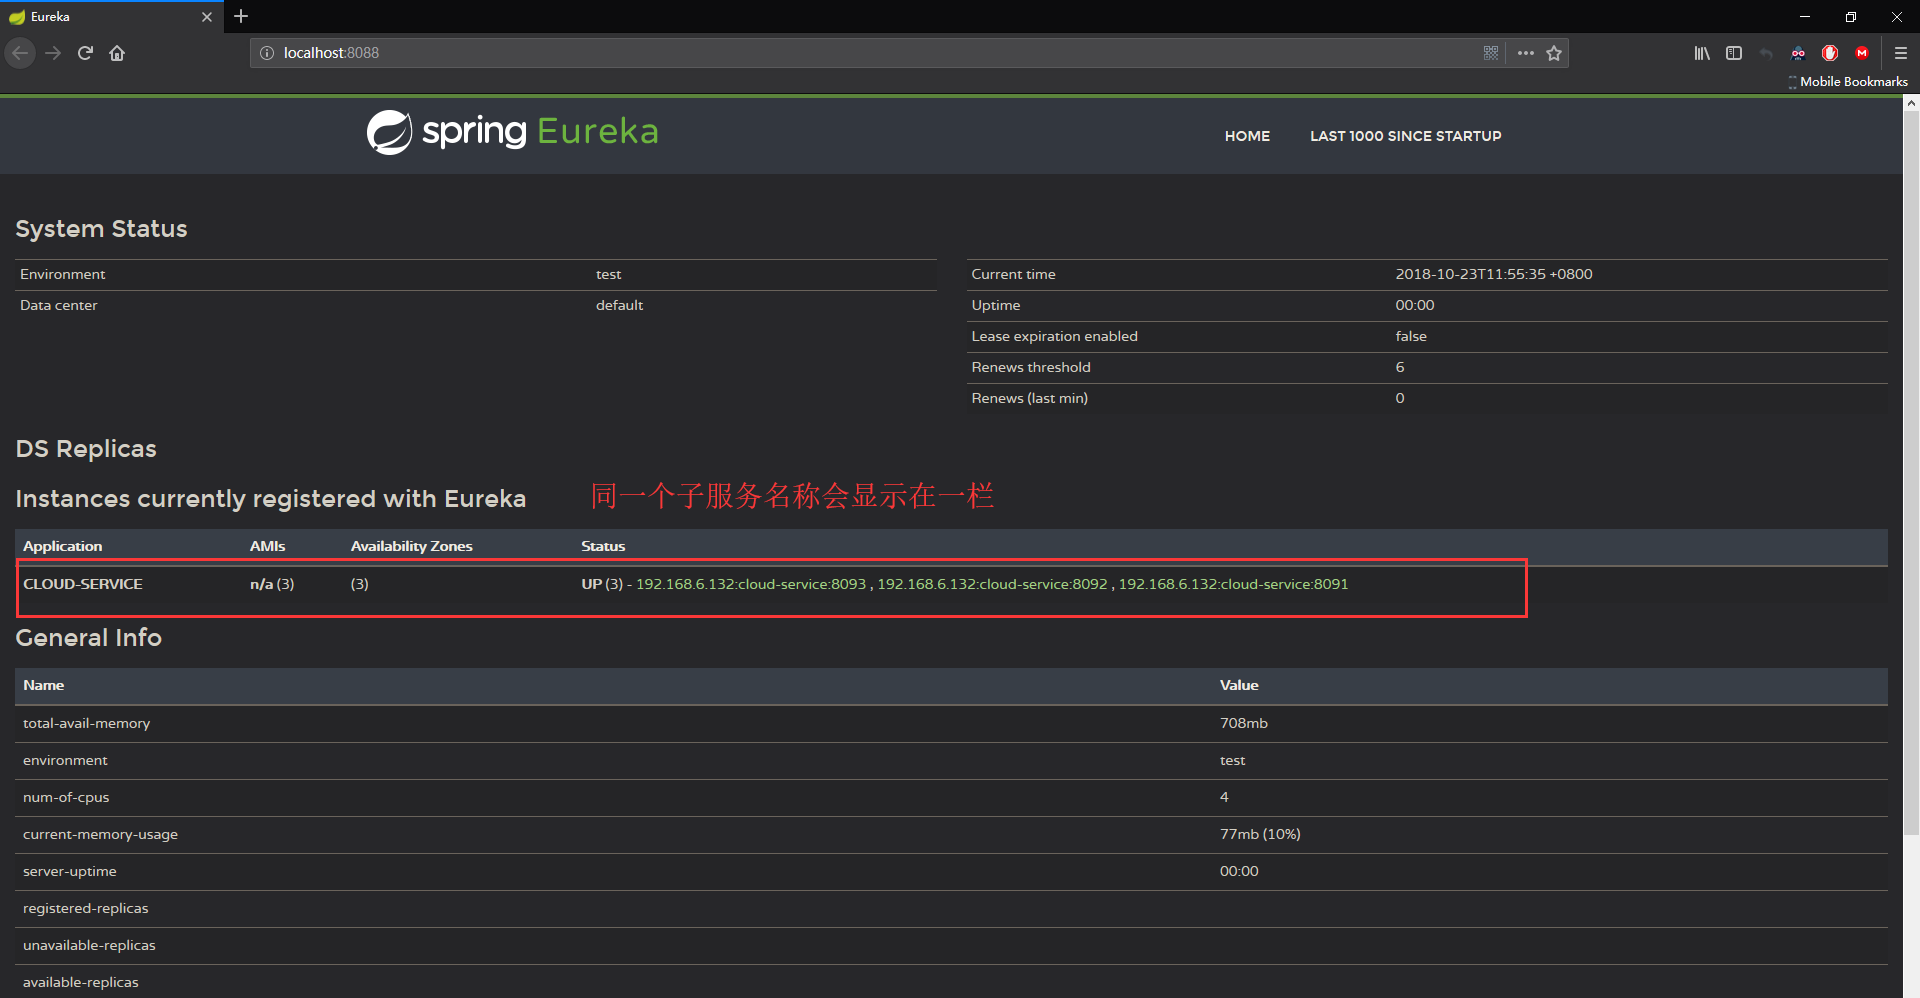 Eureka
localhost:8088
Mobile Bookmarks
spring Eureka
HOME LAST 1000 SINCE STARTUP
System Status
Environment test
Data center default
Current time 2018-10-23T11:55:35 +0800
Uptime 00:00
Lease expiration enabled false
Renews threshold 6
Renews (last min) 0
DS Replicas
Instances currently registered with Eureka
同一个子服务名称会显示在一栏
Application AMIs Availability Zones Status
CLOUD-SERVICE n/a (3) (3) UP (3) - 192.168.6.132:cloud-service:8093 , 192.168.6.132:cloud-service:8092 , 192.168.6.132:cloud-service:8091
General Info
Name Value
total-avail-memory 708mb
environment test
num-of-cpus 4
current-memory-usage 77mb (10%)
server-uptime 00:00
registered-replicas
unavailable-replicas
available-replicas